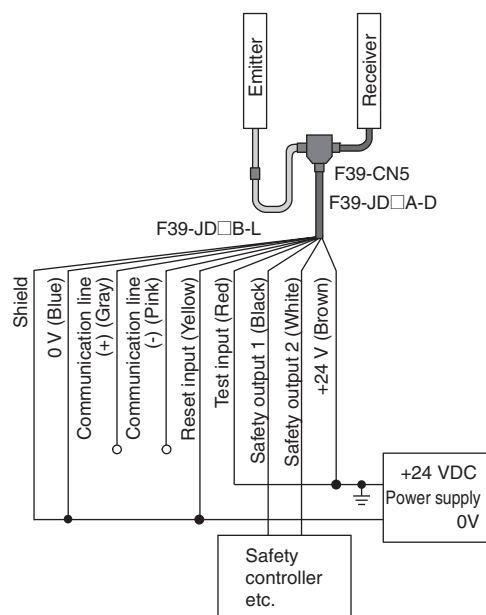 Emitter
Receiver
F39-CN5
F39-JD□A-D
F39-JD□B-L
Shield
0 V (Blue)
Communication line
(+) (Gray)
Communication line
(-) (Pink)
Reset input (Yellow)
Test input (Red)
Safety output 1 (Black)
Safety output 2 (White)
+24 V (Brown)
+24 VDC
Power supply
0V
Safety
controller
etc.